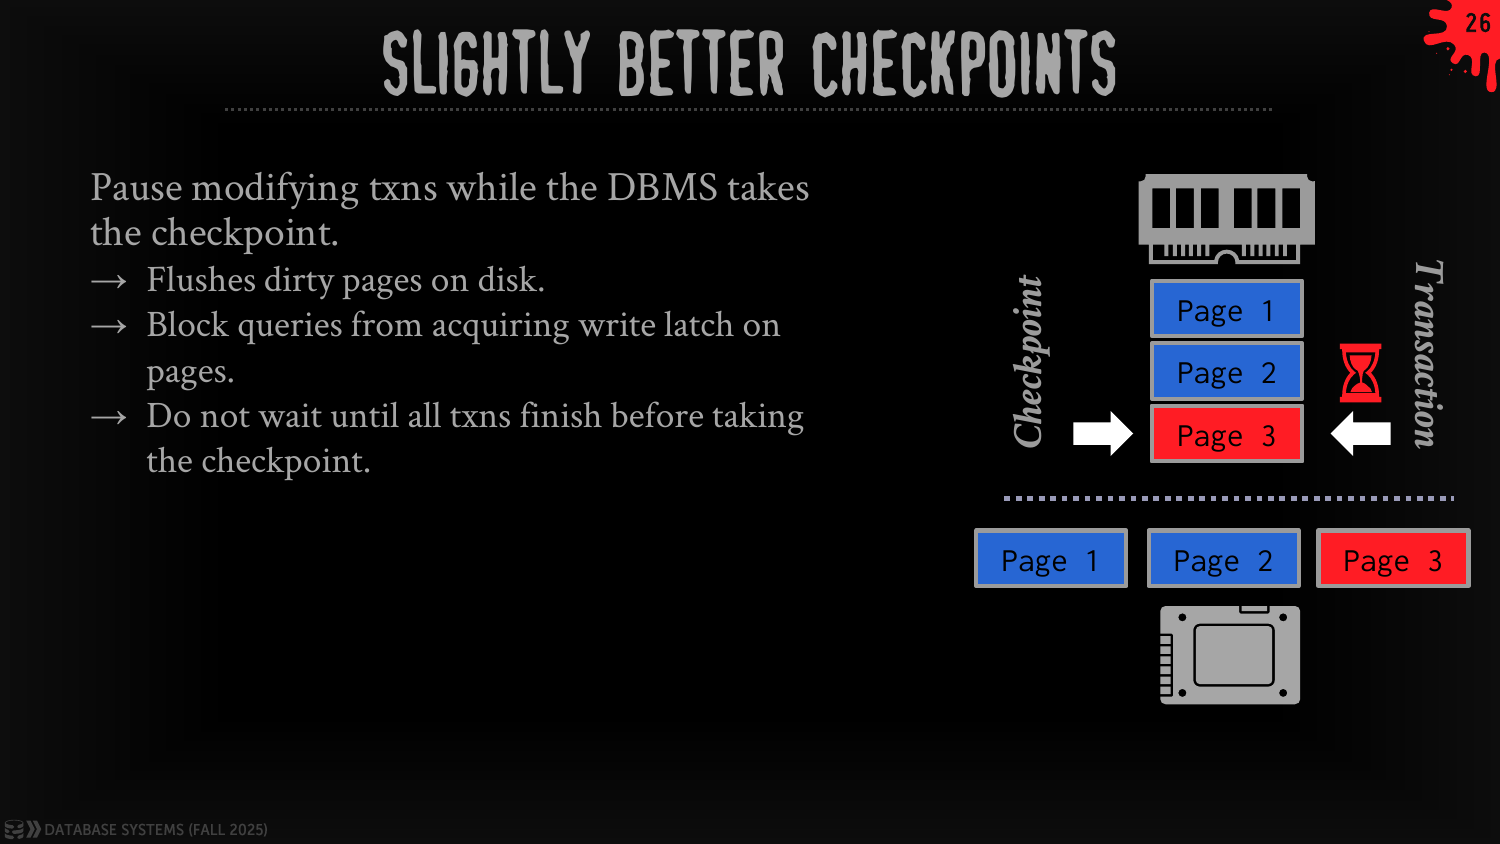 26
SLIGHTLY BETTER CHECKPOINTS
Pause modifying txns while the DBMS takes
the checkpoint.
→ Flushes dirty pages on disk.
→ Block queries from acquiring write latch on
pages.
→ Do not wait until all txns finish before taking
the checkpoint.
Checkpoint
Transaction
Page 1
Page 2
Page 3
Page 1
Page 2
Page 3
DATABASE SYSTEMS (FALL 2025)